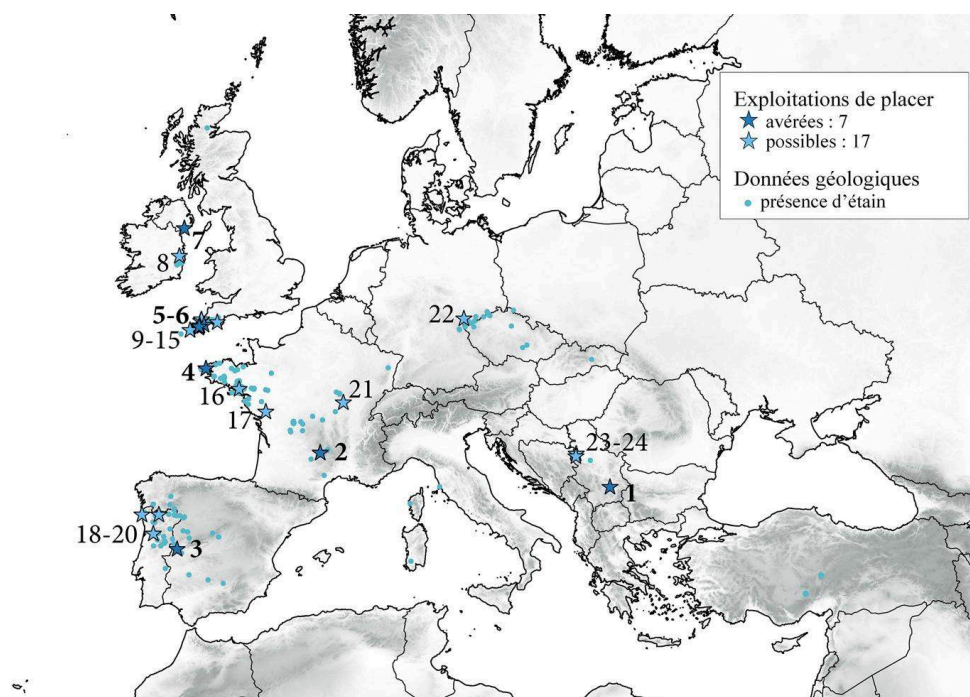 Exploitations de placer
avérées : 7
possibles : 17
Données géologiques
présence d'étain
7
8
5-6
9-15
22
4
16
21
17
2
23-24
1
18-20
3